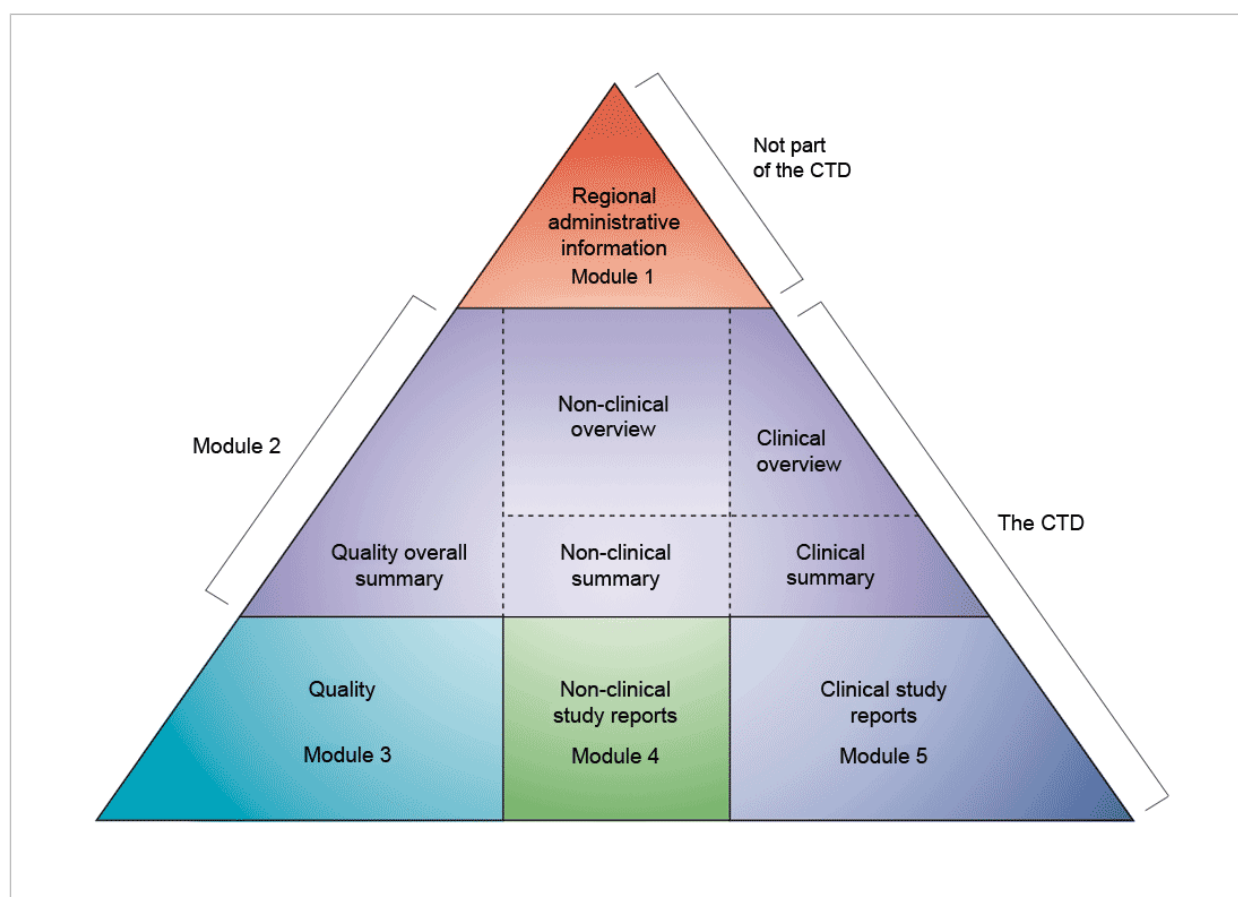 Not part
of the CTD
Regional
administrative
information
Module 1
Module 2
Non-clinical
overview
Clinical
overview
The CTD
Quality overall
summary
Non-clinical
summary
Clinical
summary
Quality
Module 3
Non-clinical
study reports
Module 4
Clinical study
reports
Module 5